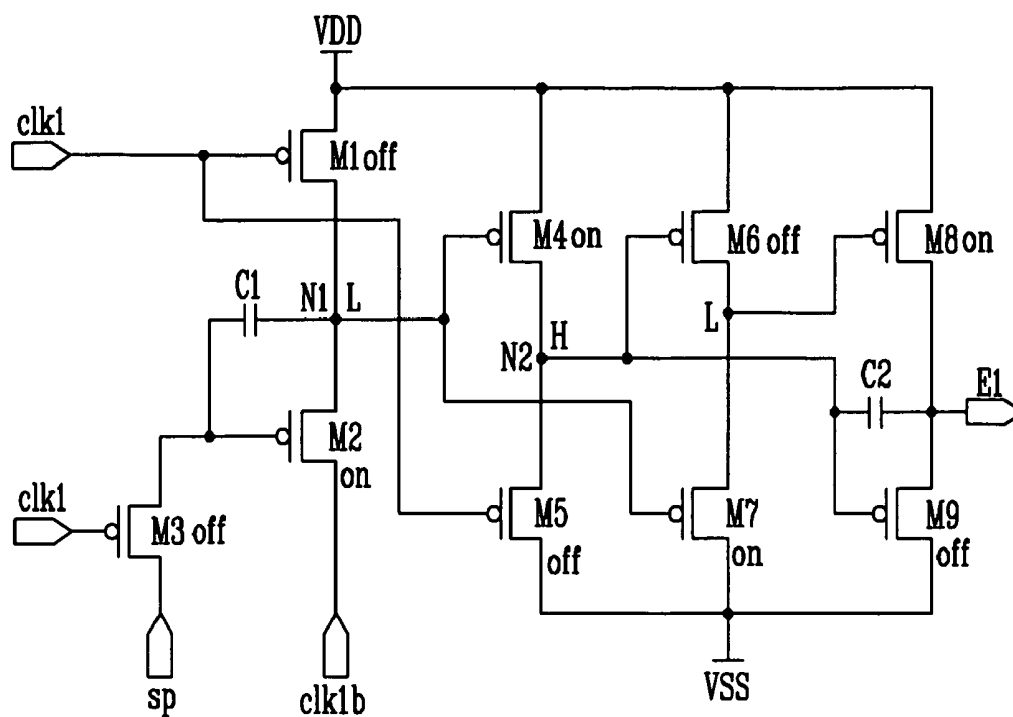 VDD
clk1
M1 off
M4 on
M6 off
M8 on
C1
N1 L
L
H
N2
C2
E1
M2
on
clk1
M3 off
M5
off
M7
on
M9
off
sp
clk1b
VSS